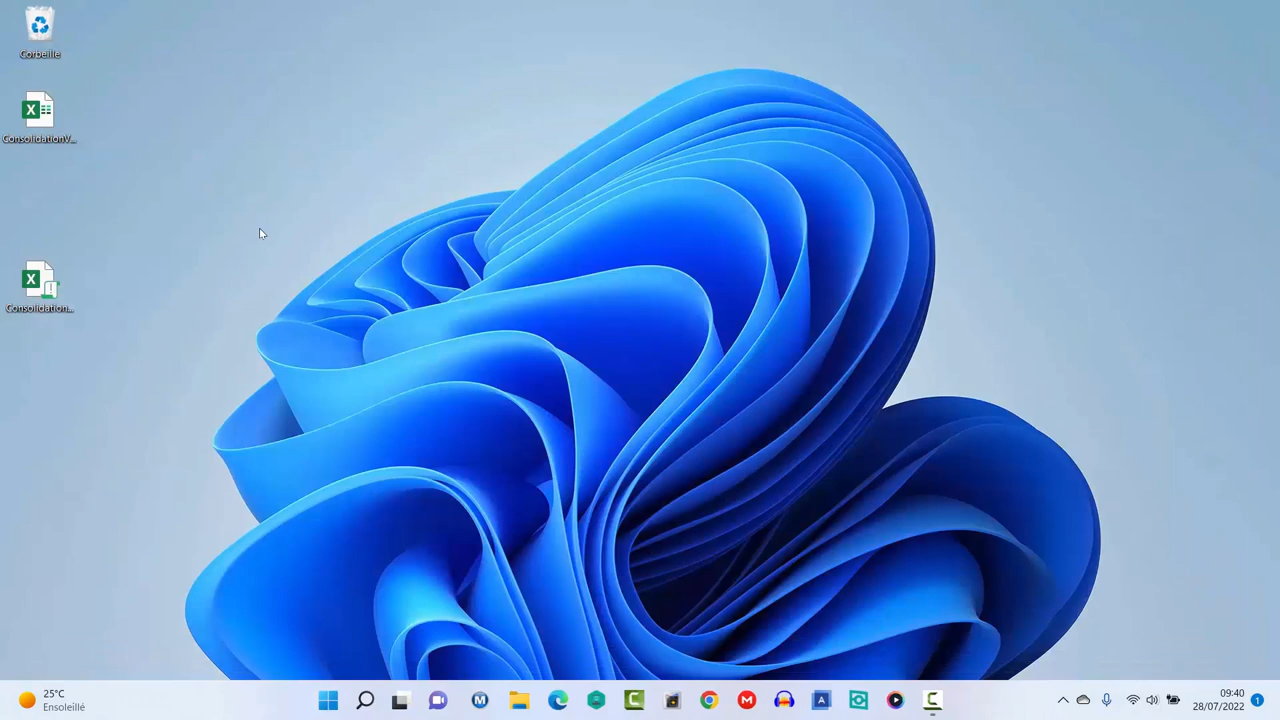 Corbeille
ConsolidationV...
Consolidation...
25°C
Ensoleillé
09:40
28/07/2022
1